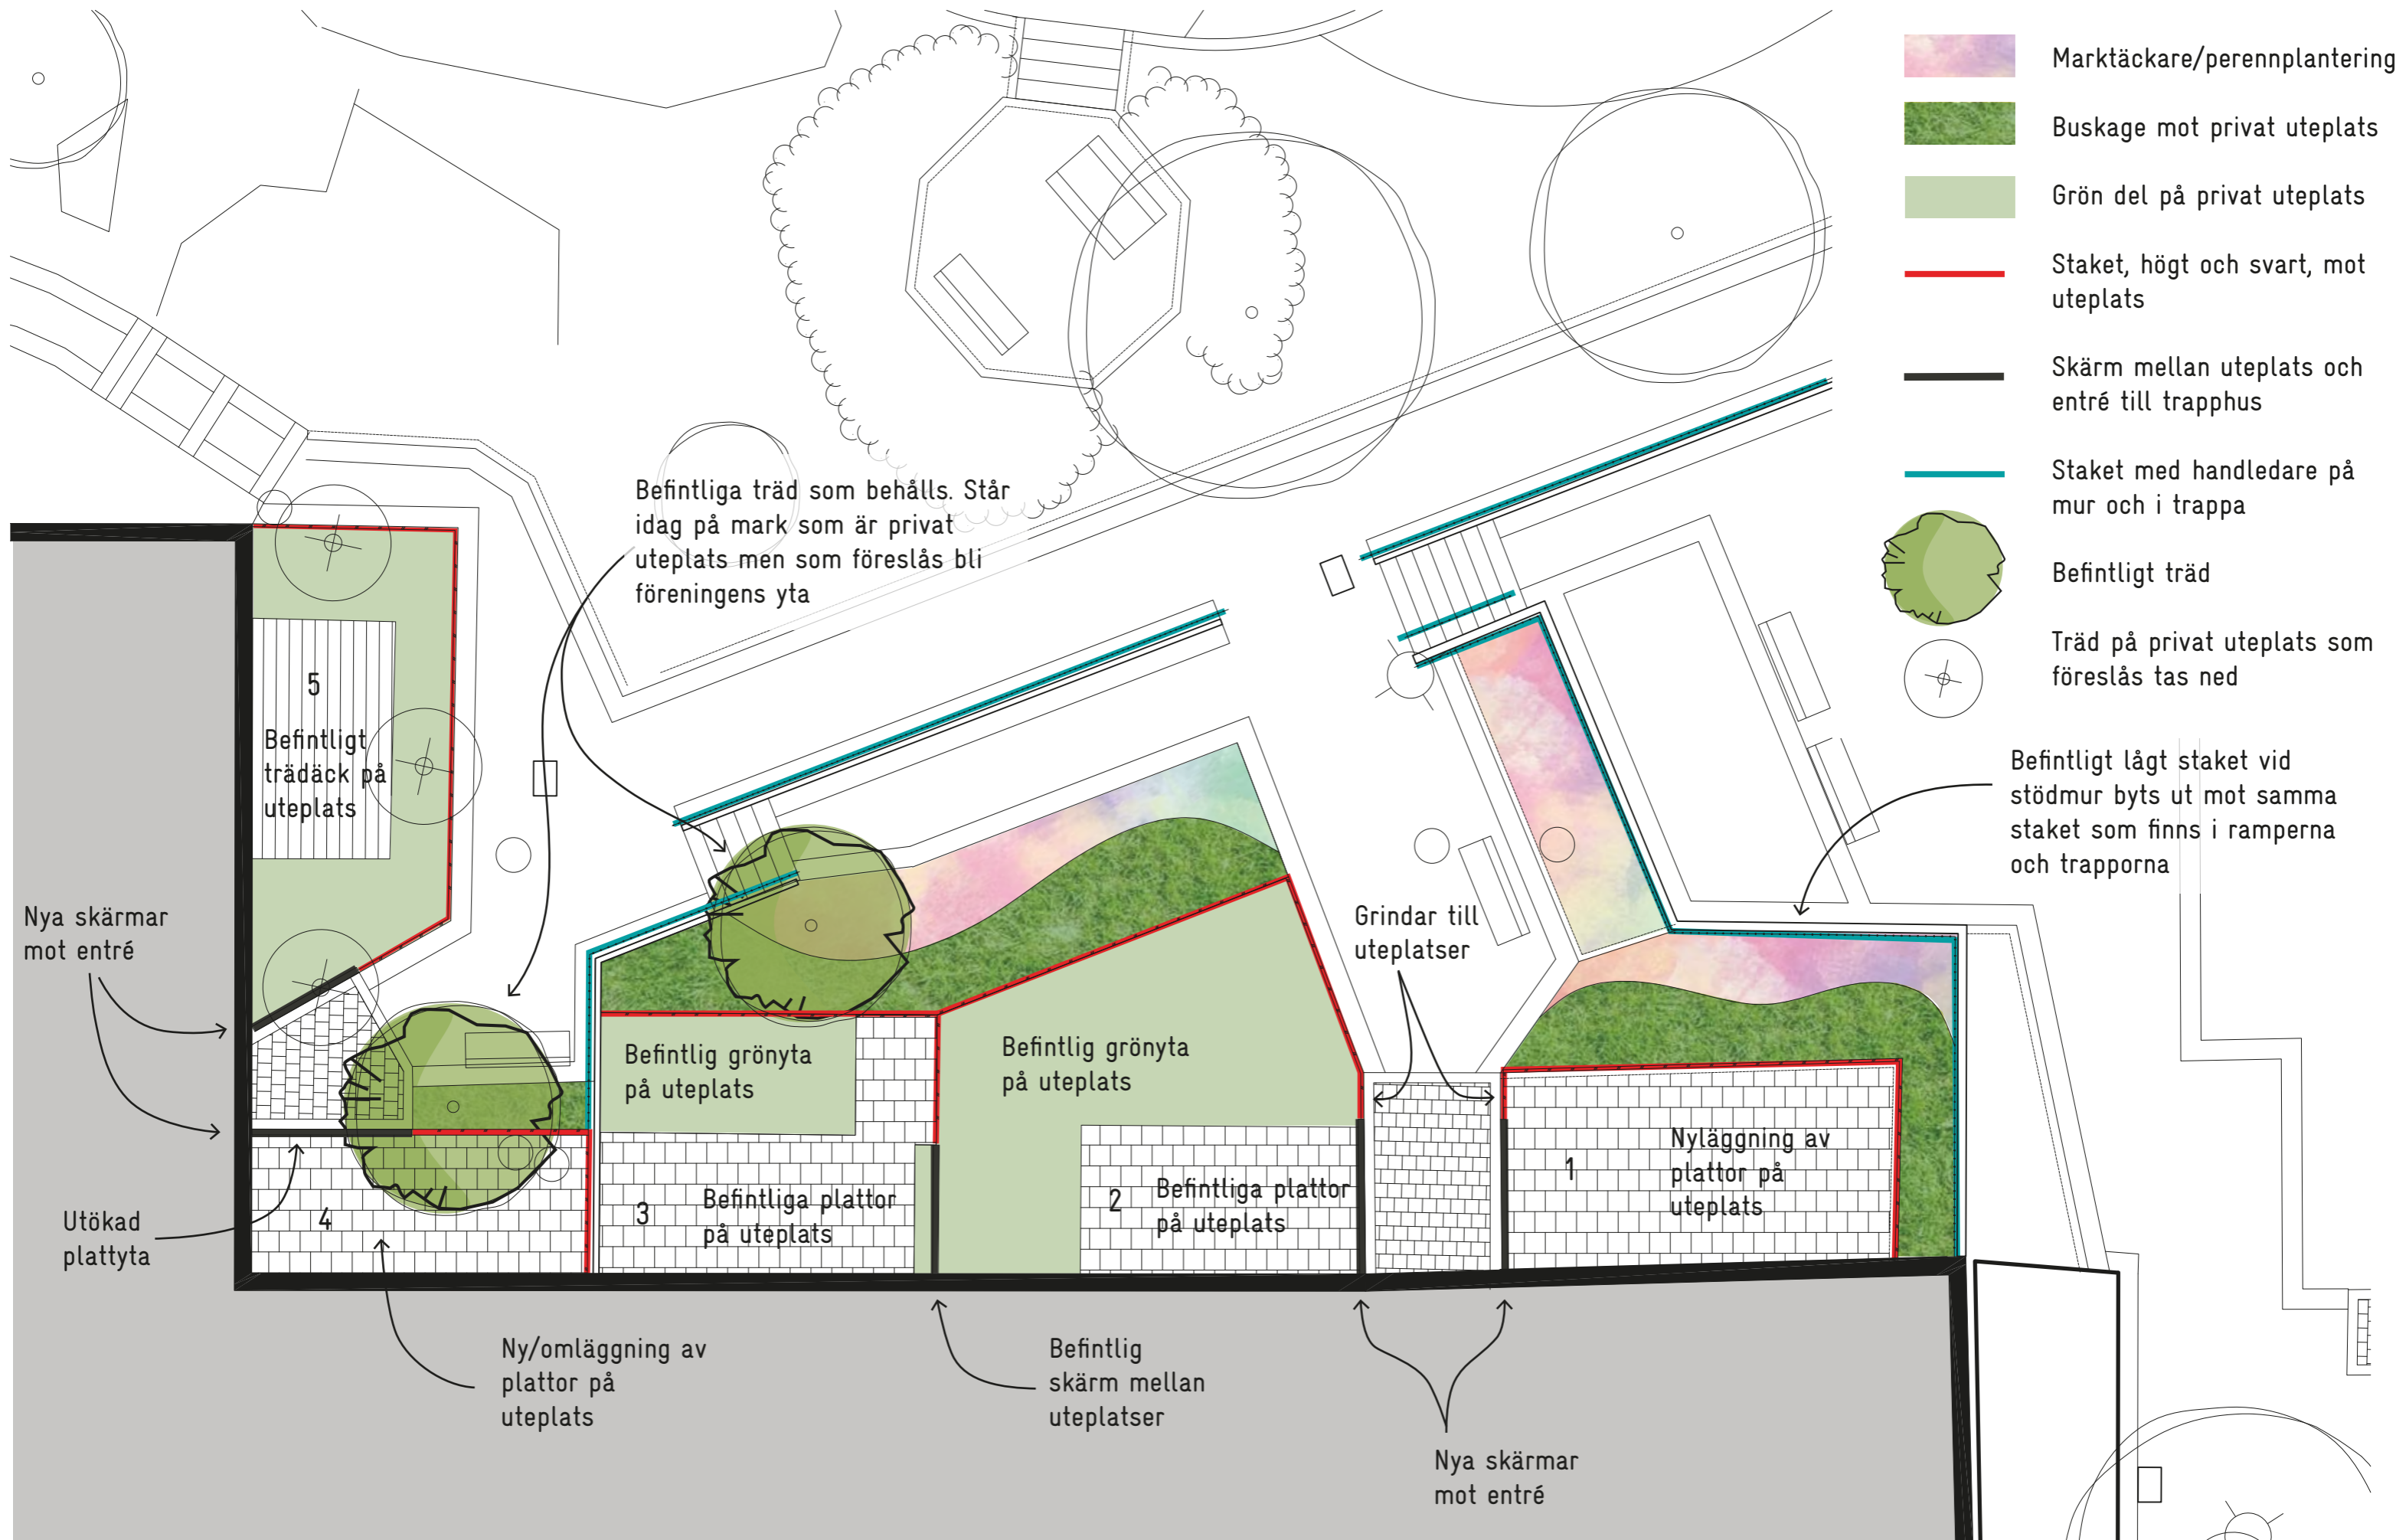 Marktäckare/perennplantering
Buskage mot privat uteplats
Grön del på privat uteplats
Staket, högt och svart, mot
uteplats
Skärm mellan uteplats och
entré till trapphus
Staket med handledare på
mur och i trappa
Befintligt träd
Träd på privat uteplats som
föreslås tas ned
Befintliga träd som behålls. Står
idag på mark som är privat
uteplats men som föreslås bli
föreningens yta
5
Befintligt
trädäck på
uteplats
Befintligt lågt staket vid
stödmur byts ut mot samma
staket som finns i ramperna
och trapporna
Nya skärmar
mot entré
Grindar till
uteplatser
Befintlig grönyta
på uteplats
Befintlig grönyta
på uteplats
Utökad
plattyta
4
3
Befintliga plattor
på uteplats
2
Befintliga plattor
på uteplats
1
Nyläggning av
plattor på
uteplats
Ny/omläggning av
plattor på
uteplats
Befintlig
skärm mellan
uteplatser
Nya skärmar
mot entré